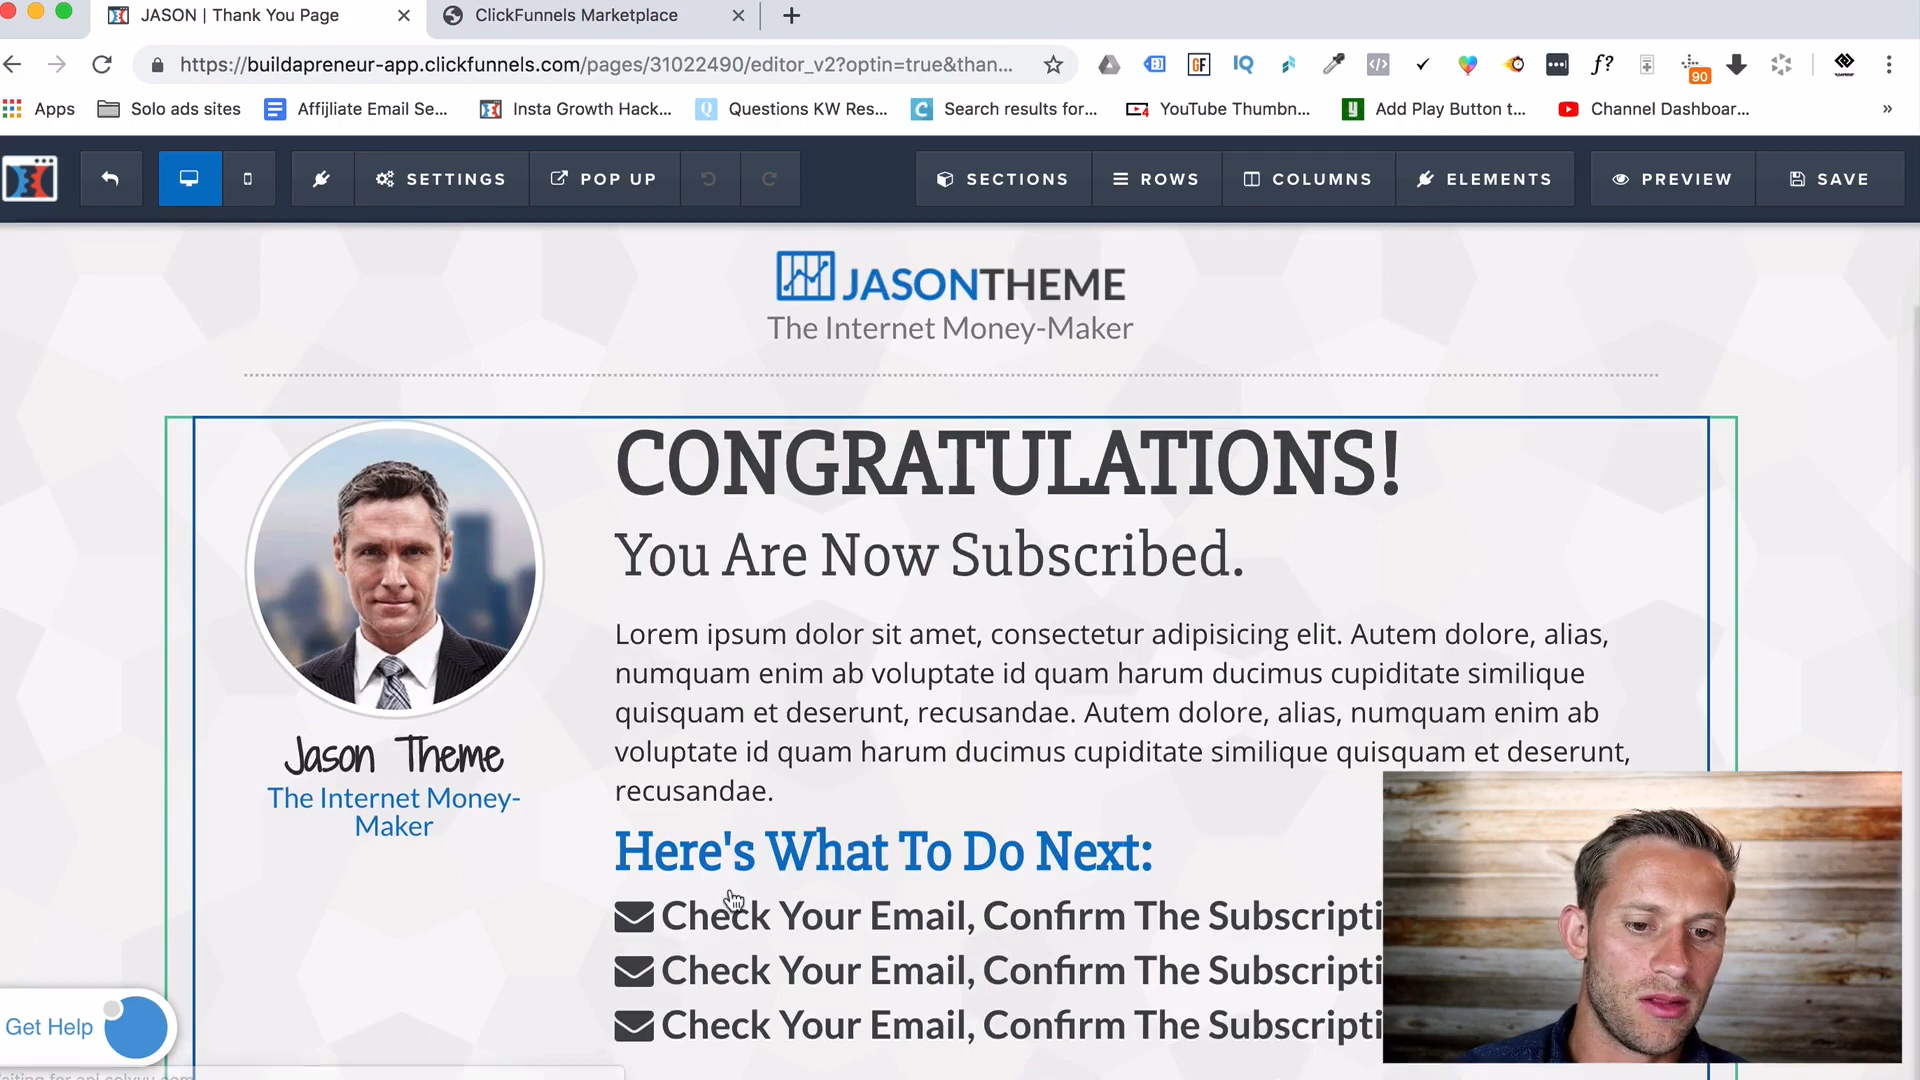 JASON | Thank You Page
ClickFunnels Marketplace
https://buildapreneur-app.clickfunnels.com/pages/31022490/editor_v2?optin=true&than...
GF
IQ
f?
90
Apps
Solo ads sites
Affijliate Email Se...
Insta Growth Hack...
Questions KW Res...
Search results for...
YouTube Thumbn...
Add Play Button t...
Channel Dashboar...
»
SETTINGS
POP UP
SECTIONS
ROWS
COLUMNS
ELEMENTS
PREVIEW
SAVE
JASONTHEME
The Internet Money-Maker
CONGRATULATIONS!
You Are Now Subscribed.
Lorem ipsum dolor sit amet, consectetur adipisicing elit. Autem dolore, alias,
numquam enim ab voluptate id quam harum ducimus cupiditate similique
quisquam et deserunt, recusandae. Autem dolore, alias, numquam enim ab
voluptate id quam harum ducimus cupiditate similique quisquam et deserunt,
recusandae.
Jason Theme
The Internet Money-
Maker
Here's What To Do Next:
Check Your Email, Confirm The Subscripti
Check Your Email, Confirm The Subscripti
Check Your Email, Confirm The Subscripti
Get Help